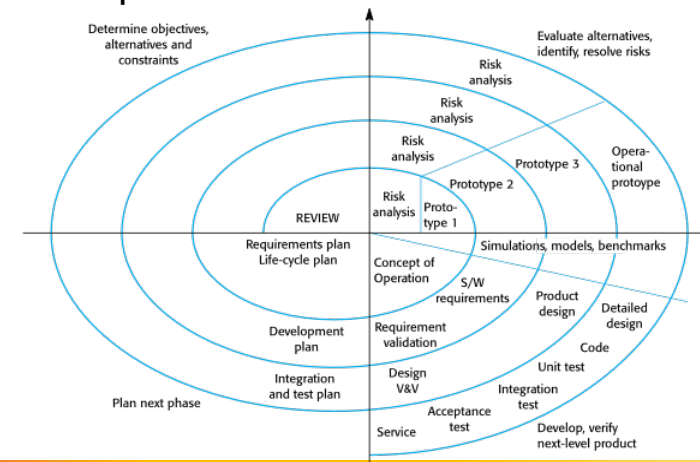 Determine objectives,
alternatives and
constraints
Evaluate alternatives,
identify, resolve risks
Risk
analysis
Risk
analysis
Risk
analysis
Risk
analysis
Proto-
type 1
Prototype 2
Prototype 3
Opera-
tional
protoype
REVIEW
Requirements plan
Life-cycle plan
Simulations, models, benchmarks
Concept of
Operation
S/W
requirements
Product
design
Detailed
design
Development
plan
Requirement
validation
Code
Unit test
Integration
and test plan
Design
V&V
Integration
test
Plan next phase
Acceptance
test
Service
Develop, verify
next-level product